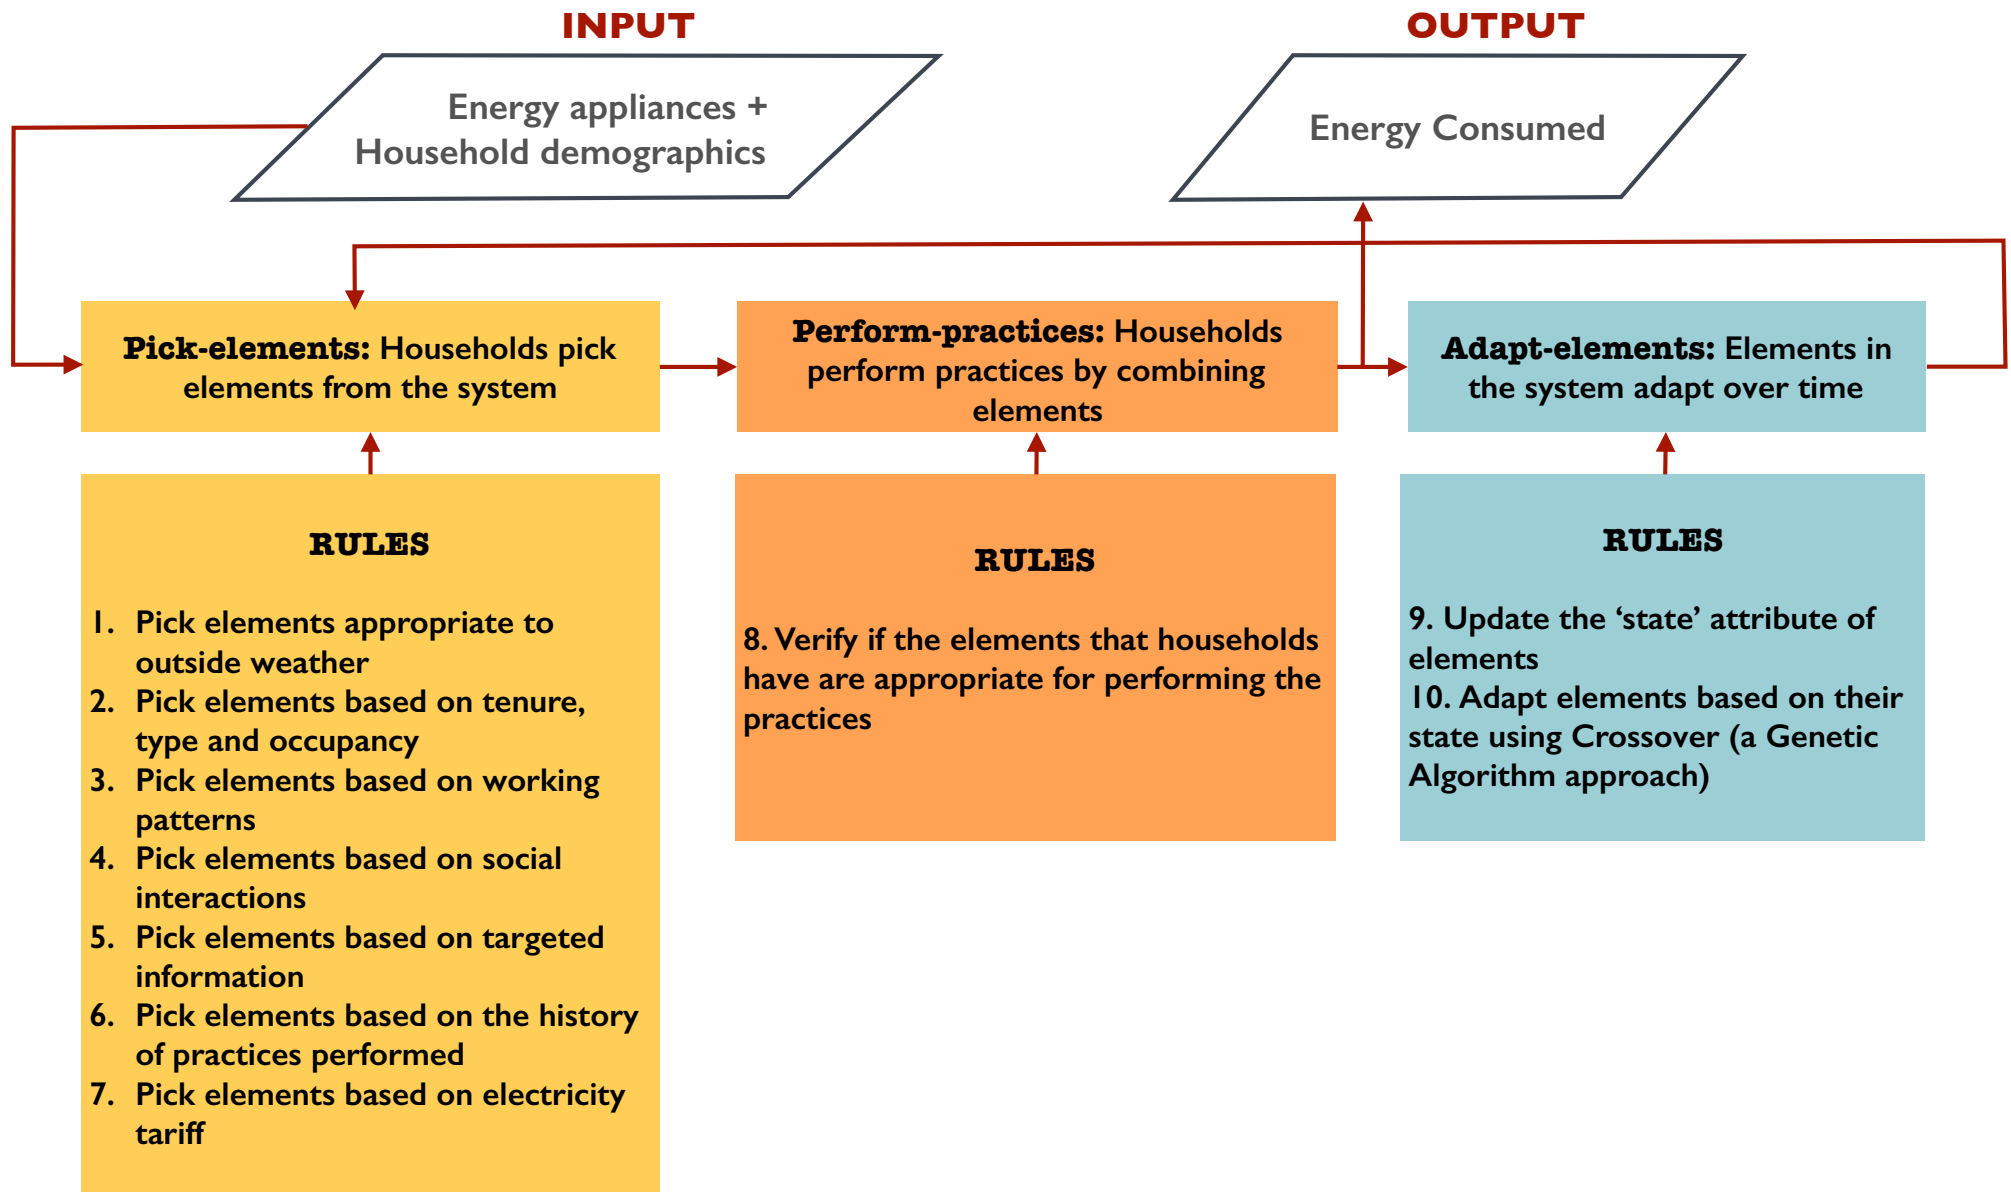 INPUT
OUTPUT
Energy appliances +
Household demographics
Energy Consumed
Pick-elements: Households pick
elements from the system
Perform-practices: Households
perform practices by combining
elements
Adapt-elements: Elements in
the system adapt over time
RULES
1. Pick elements appropriate to
outside weather
2. Pick elements based on tenure,
type and occupancy
3. Pick elements based on working
patterns
4. Pick elements based on social
interactions
5. Pick elements based on targeted
information
6. Pick elements based on the history
of practices performed
7. Pick elements based on electricity
tariff
RULES
8. Verify if the elements that households
have are appropriate for performing the
practices
RULES
9. Update the ‘state’ attribute of
elements
10. Adapt elements based on their
state using Crossover (a Genetic
Algorithm approach)